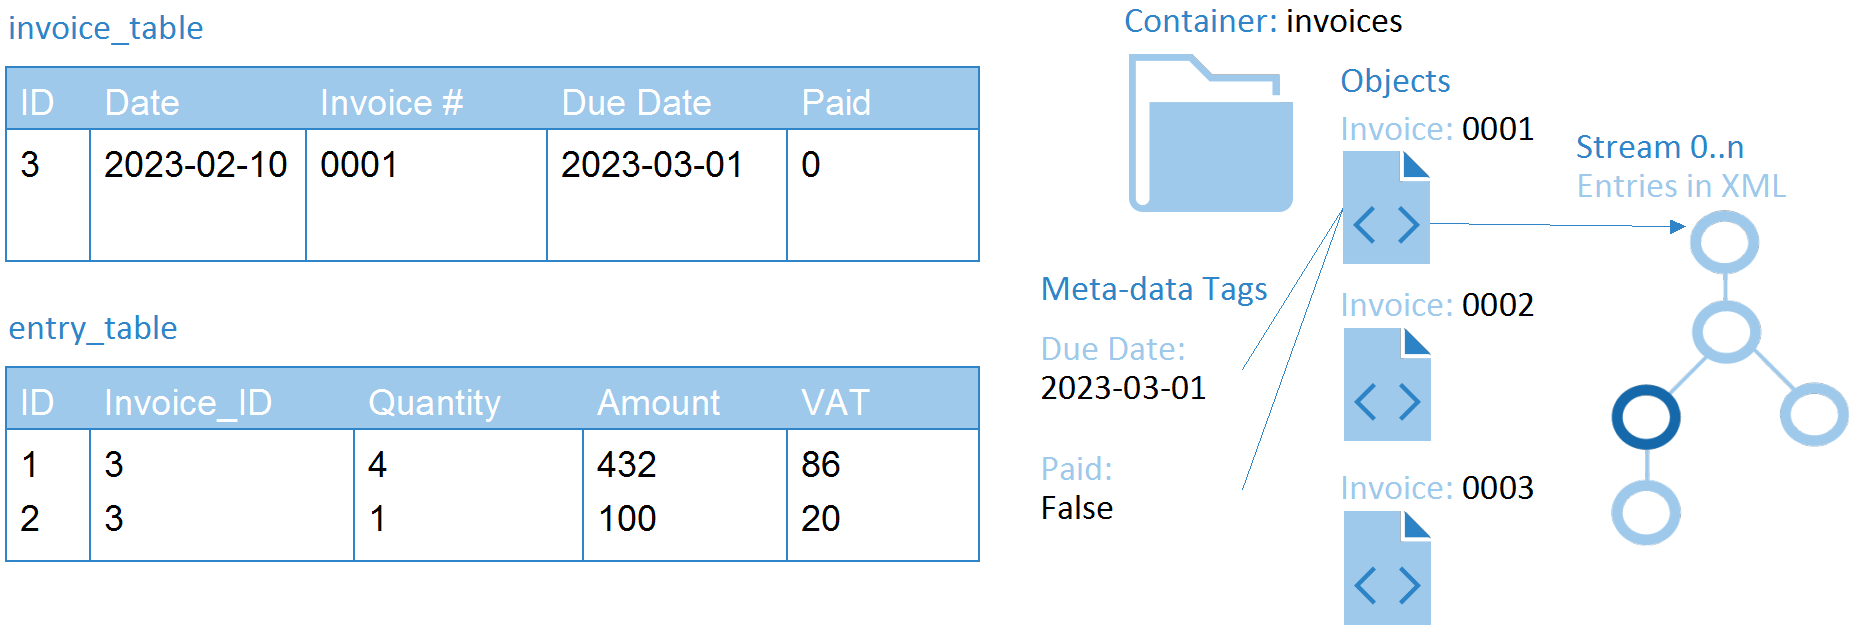 invoice_table
ID Date Invoice # Due Date Paid
3 2023-02-10 0001 2023-03-01 0
entry_table
ID Invoice_ID Quantity Amount VAT
1 3 4 432 86
2 3 1 100 20
Container: invoices
Objects
Invoice: 0001
Stream 0..n
Entries in XML
Meta-data Tags
Due Date:
2023-03-01
Paid:
False
Invoice: 0002
Invoice: 0003